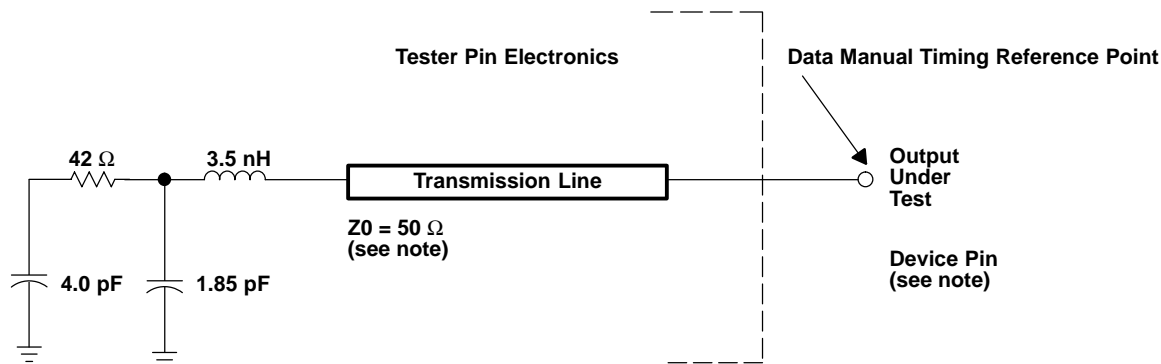 Tester Pin Electronics
Data Manual Timing Reference Point
42 Ω
3.5 nH
Transmission Line
Output
Under
Test
Z0 = 50 Ω
(see note)
Device Pin
(see note)
4.0 pF
1.85 pF